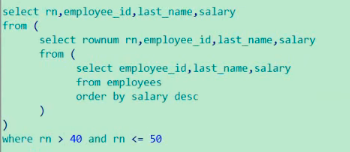 select rn,employee_id,last_name,salary
from (
select rownum rn,employee_id,last_name,salary
from (
select employee_id,last_name,salary
from employees
order by salary desc
)
)
where rn > 40 and rn <= 50